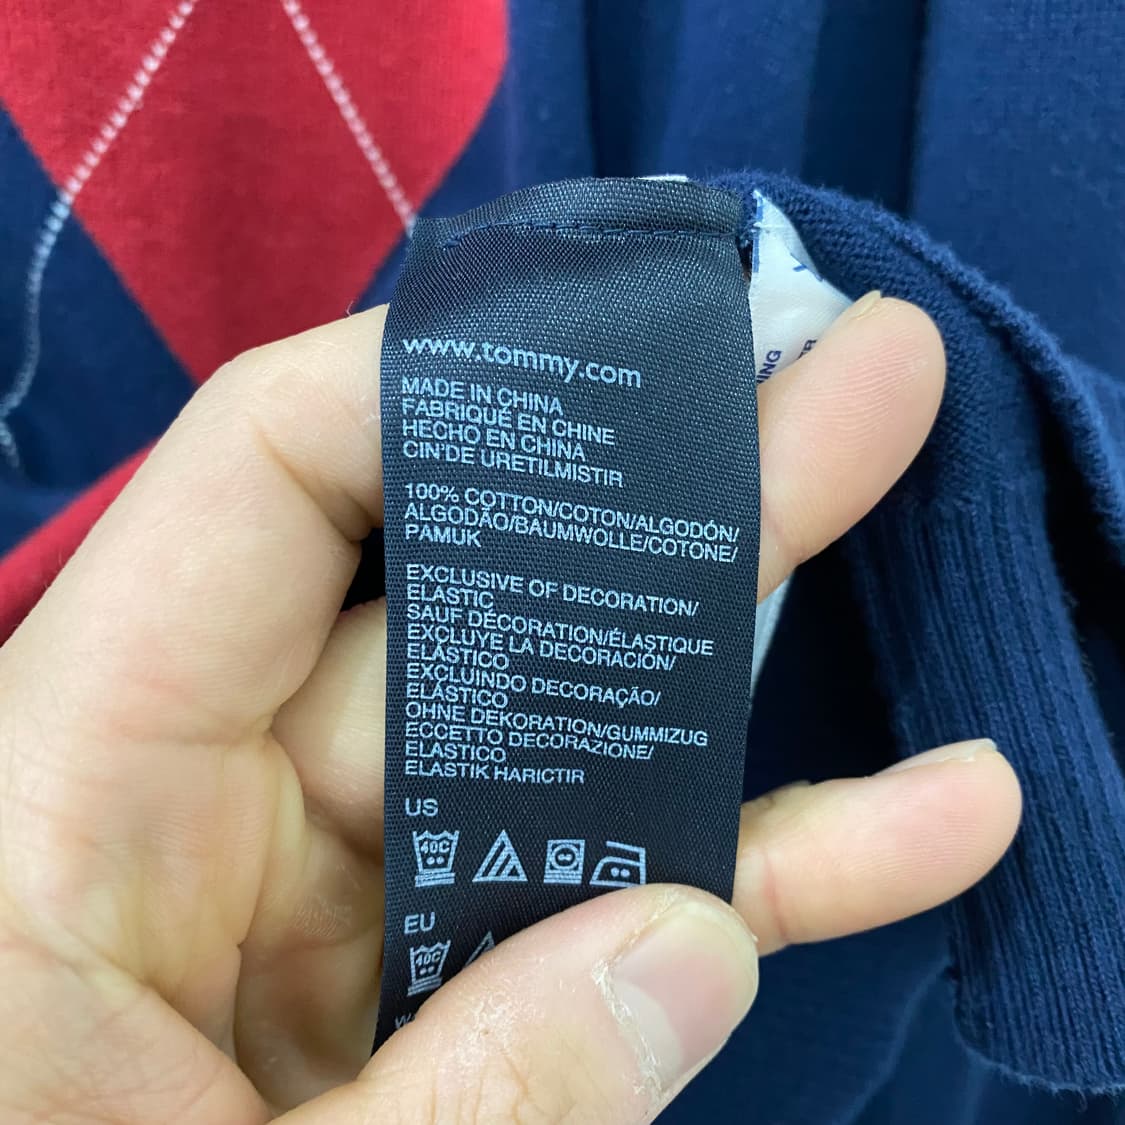 www.tommy.com
MADE IN CHINA
FABRIQUÉ EN CHINE
HECHO EN CHINA
CIN'DE URETILMISTIR
100% COTTON/COTON/ALGODÓN/
ALGODÃO/BAUMWOLLE/COTONE/
PAMUK
EXCLUSIVE OF DECORATION/
ELASTIC
SAUF DÉCORATION/ÉLASTIQUE
EXCLUYE LA DECORACIÓN/
ELÁSTICO
EXCLUINDO DECORAÇÃO/
ELÁSTICO
OHNE DEKORATION/GUMMIZUG
ECCETTO DECORAZIONE/
ELASTICO
ELASTIK HARICTIR
US
40C
EU
40C